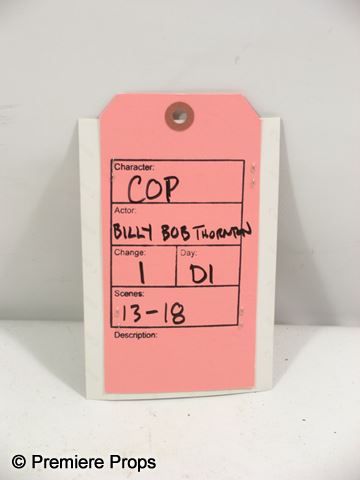 Character:
COP
Actor:
BILLY BOB THORNTON
Change: Day:
1 D1
Scenes:
13-18
Description:
© Premiere Props